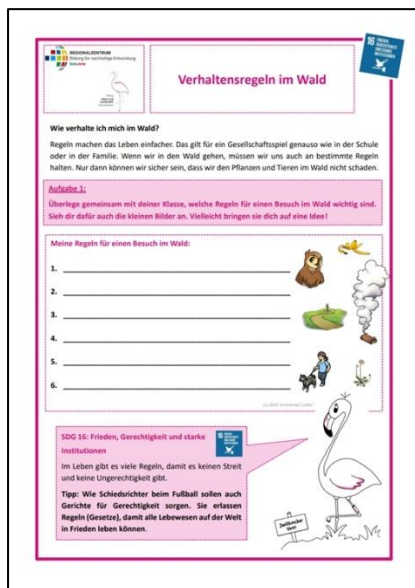 REGIONALZENTRUM
Bildung für nachhaltige Entwicklung
16 FRIEDEN, GERECHTIGKEIT UND STARKE INSTITUTIONEN
Verhaltensregeln im Wald
Wie verhalte ich mich im Wald?
Regeln machen das Leben einfacher. Das gilt für ein Gesellschaftsspiel genauso wie in der Schule
oder in der Familie. Wenn wir in den Wald gehen, müssen wir uns auch an bestimmte Regeln
halten. Nur dann können wir sicher sein, dass wir den Pflanzen und Tieren im Wald nicht schaden.
Aufgabe 1:
Überlege gemeinsam mit deiner Klasse, welche Regeln für einen Besuch im Wald wichtig sind.
Sieh dir dafür auch die kleinen Bilder an. Vielleicht bringen sie dich auf eine Idee!
Meine Regeln für einen Besuch im Wald:
1.
2.
3.
4.
5.
6.
SDG 16: Frieden, Gerechtigkeit und starke
Institutionen
Im Leben gibt es viele Regeln, damit es keinen Streit
und keine Ungerechtigkeit gibt.
Tipp: Wie Schiedsrichter beim Fußball sollen auch
Gerichte für Gerechtigkeit sorgen. Sie erlassen
Regeln (Gesetze), damit alle Lebewesen auf der Welt
in Frieden leben können.
Zwillbrocker
Venn